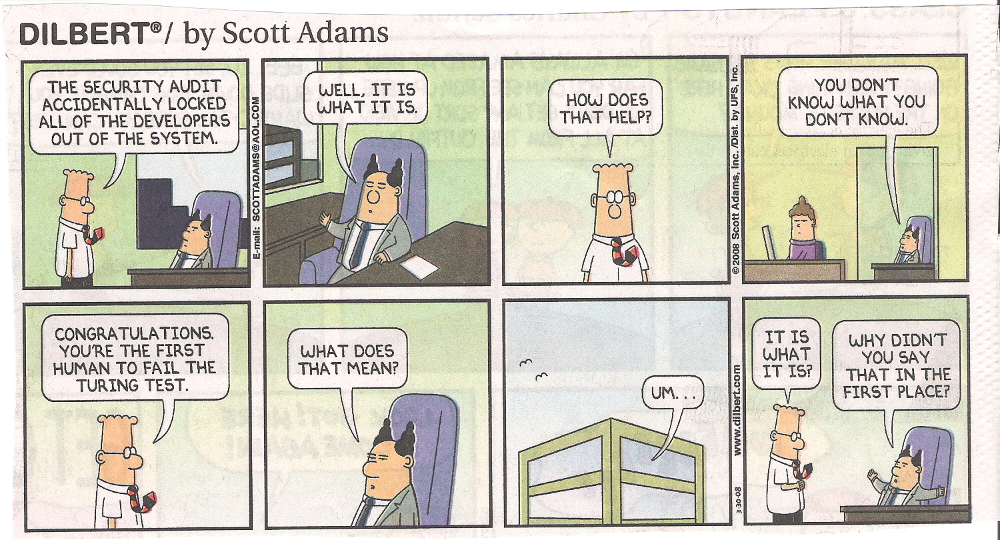 DILBERT®/ by Scott Adams
THE SECURITY AUDIT
ACCIDENTALLY LOCKED
ALL OF THE DEVELOPERS
OUT OF THE SYSTEM.
E-mail: SCOTTADAMS@AOL.COM
WELL, IT IS
WHAT IT IS.
HOW DOES
THAT HELP?
©2008 Scott Adams, Inc. /Dist. by UFS, Inc.
YOU DON'T
KNOW WHAT YOU
DON'T KNOW.
CONGRATULATIONS.
YOU'RE THE FIRST
HUMAN TO FAIL THE
TURING TEST.
WHAT DOES
THAT MEAN?
UM...
www.dilbert.com
3-30-08
IT IS
WHAT
IT IS?
WHY DIDN'T
YOU SAY
THAT IN THE
FIRST PLACE?